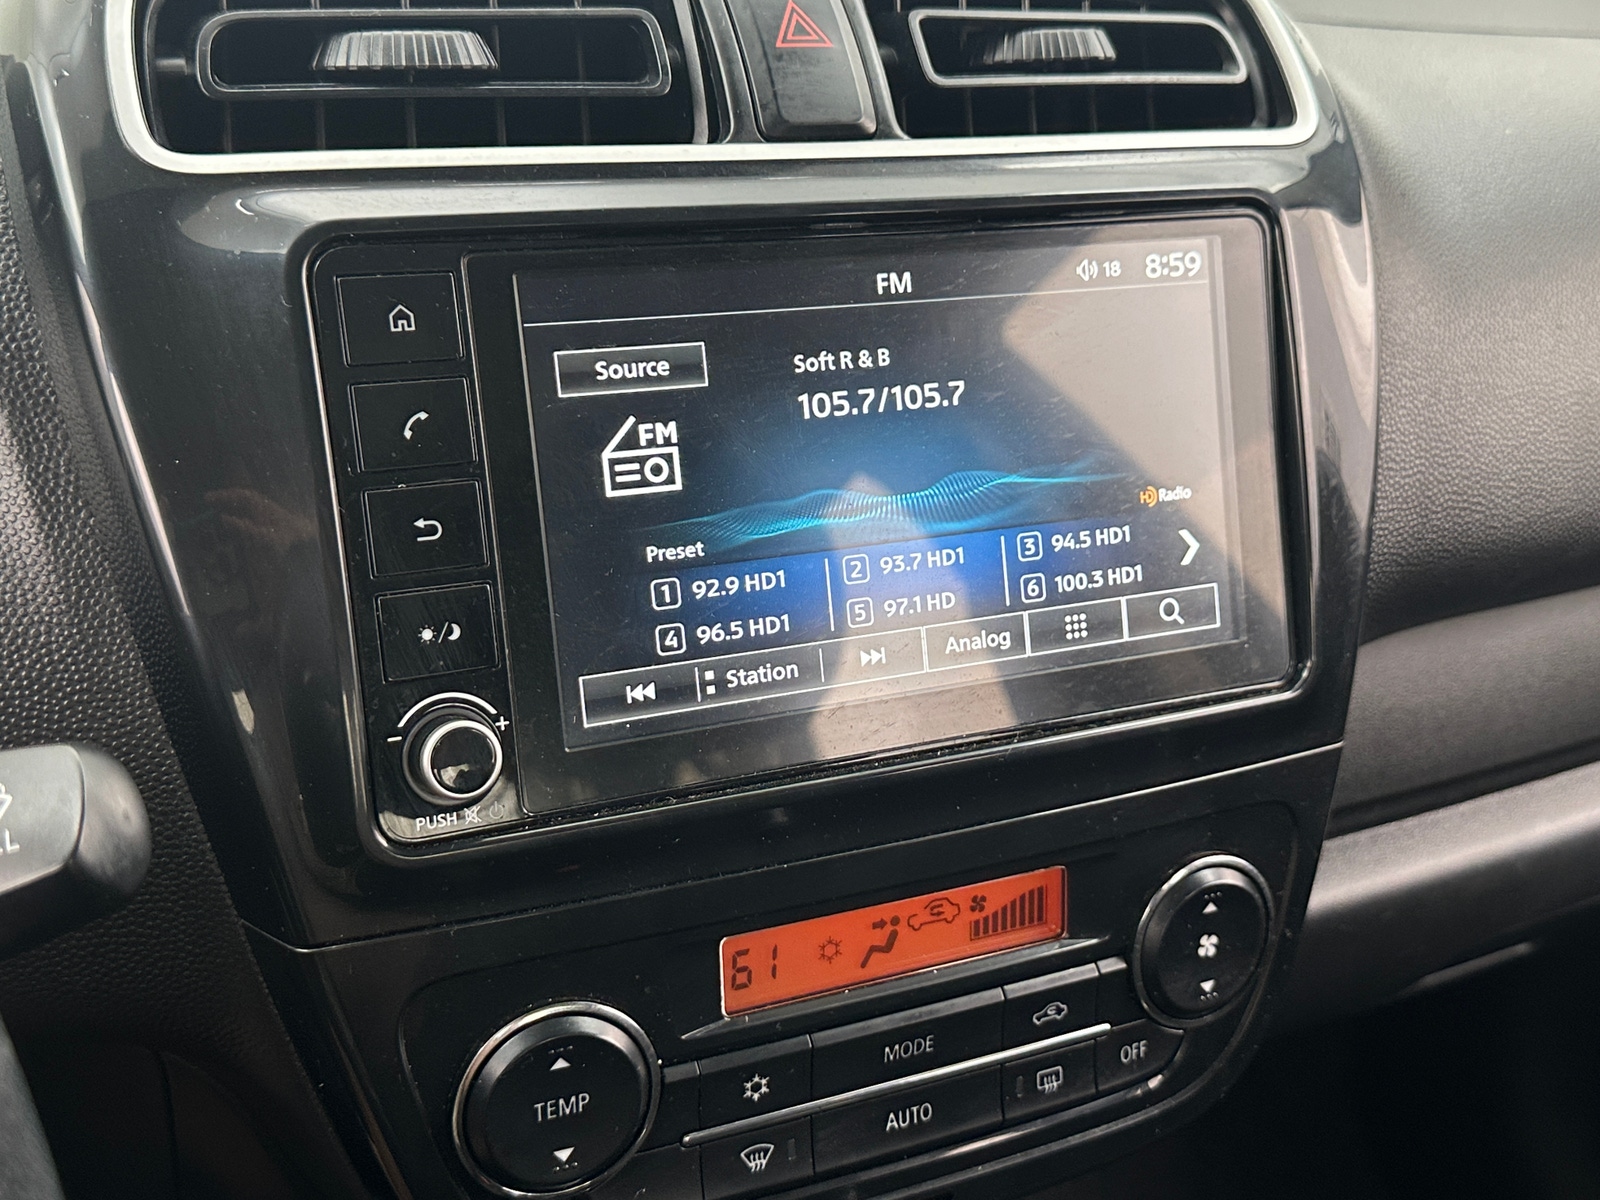 FM 18 8:59
Source
Soft R & B
105.7/105.7
FM
HD Radio
Preset
1 92.9 HD1 2 93.7 HD1 3 94.5 HD1
4 96.5 HD1 5 97.1 HD 6 100.3 HD1
Station Analog
- +
PUSH
61
TEMP
MODE
AUTO
OFF